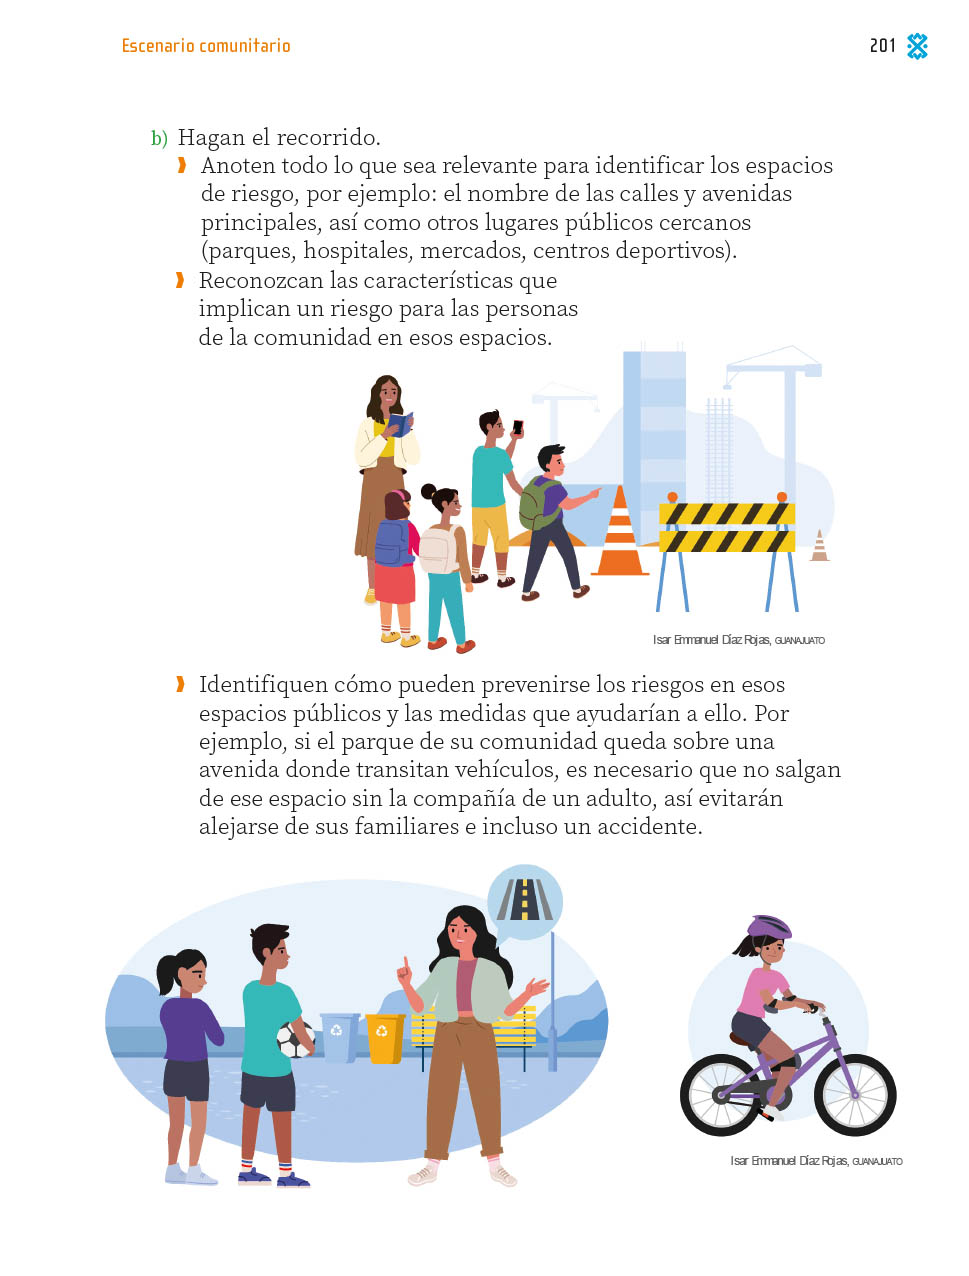 Escenario comunitario
201
b) Hagan el recorrido.
Anoten todo lo que sea relevante para identificar los espacios
de riesgo, por ejemplo: el nombre de las calles y avenidas
principales, así como otros lugares públicos cercanos
(parques, hospitales, mercados, centros deportivos).
Reconozcan las características que
implican un riesgo para las personas
de la comunidad en esos espacios.
Isar Emmanuel Díaz Rojas, GUANAJUATO
Identifiquen cómo pueden prevenirse los riesgos en esos
espacios públicos y las medidas que ayudarían a ello. Por
ejemplo, si el parque de su comunidad queda sobre una
avenida donde transitan vehículos, es necesario que no salgan
de ese espacio sin la compañía de un adulto, así evitarán
alejarse de sus familiares e incluso un accidente.
Isar Emmanuel Díaz Rojas, GUANAJUATO